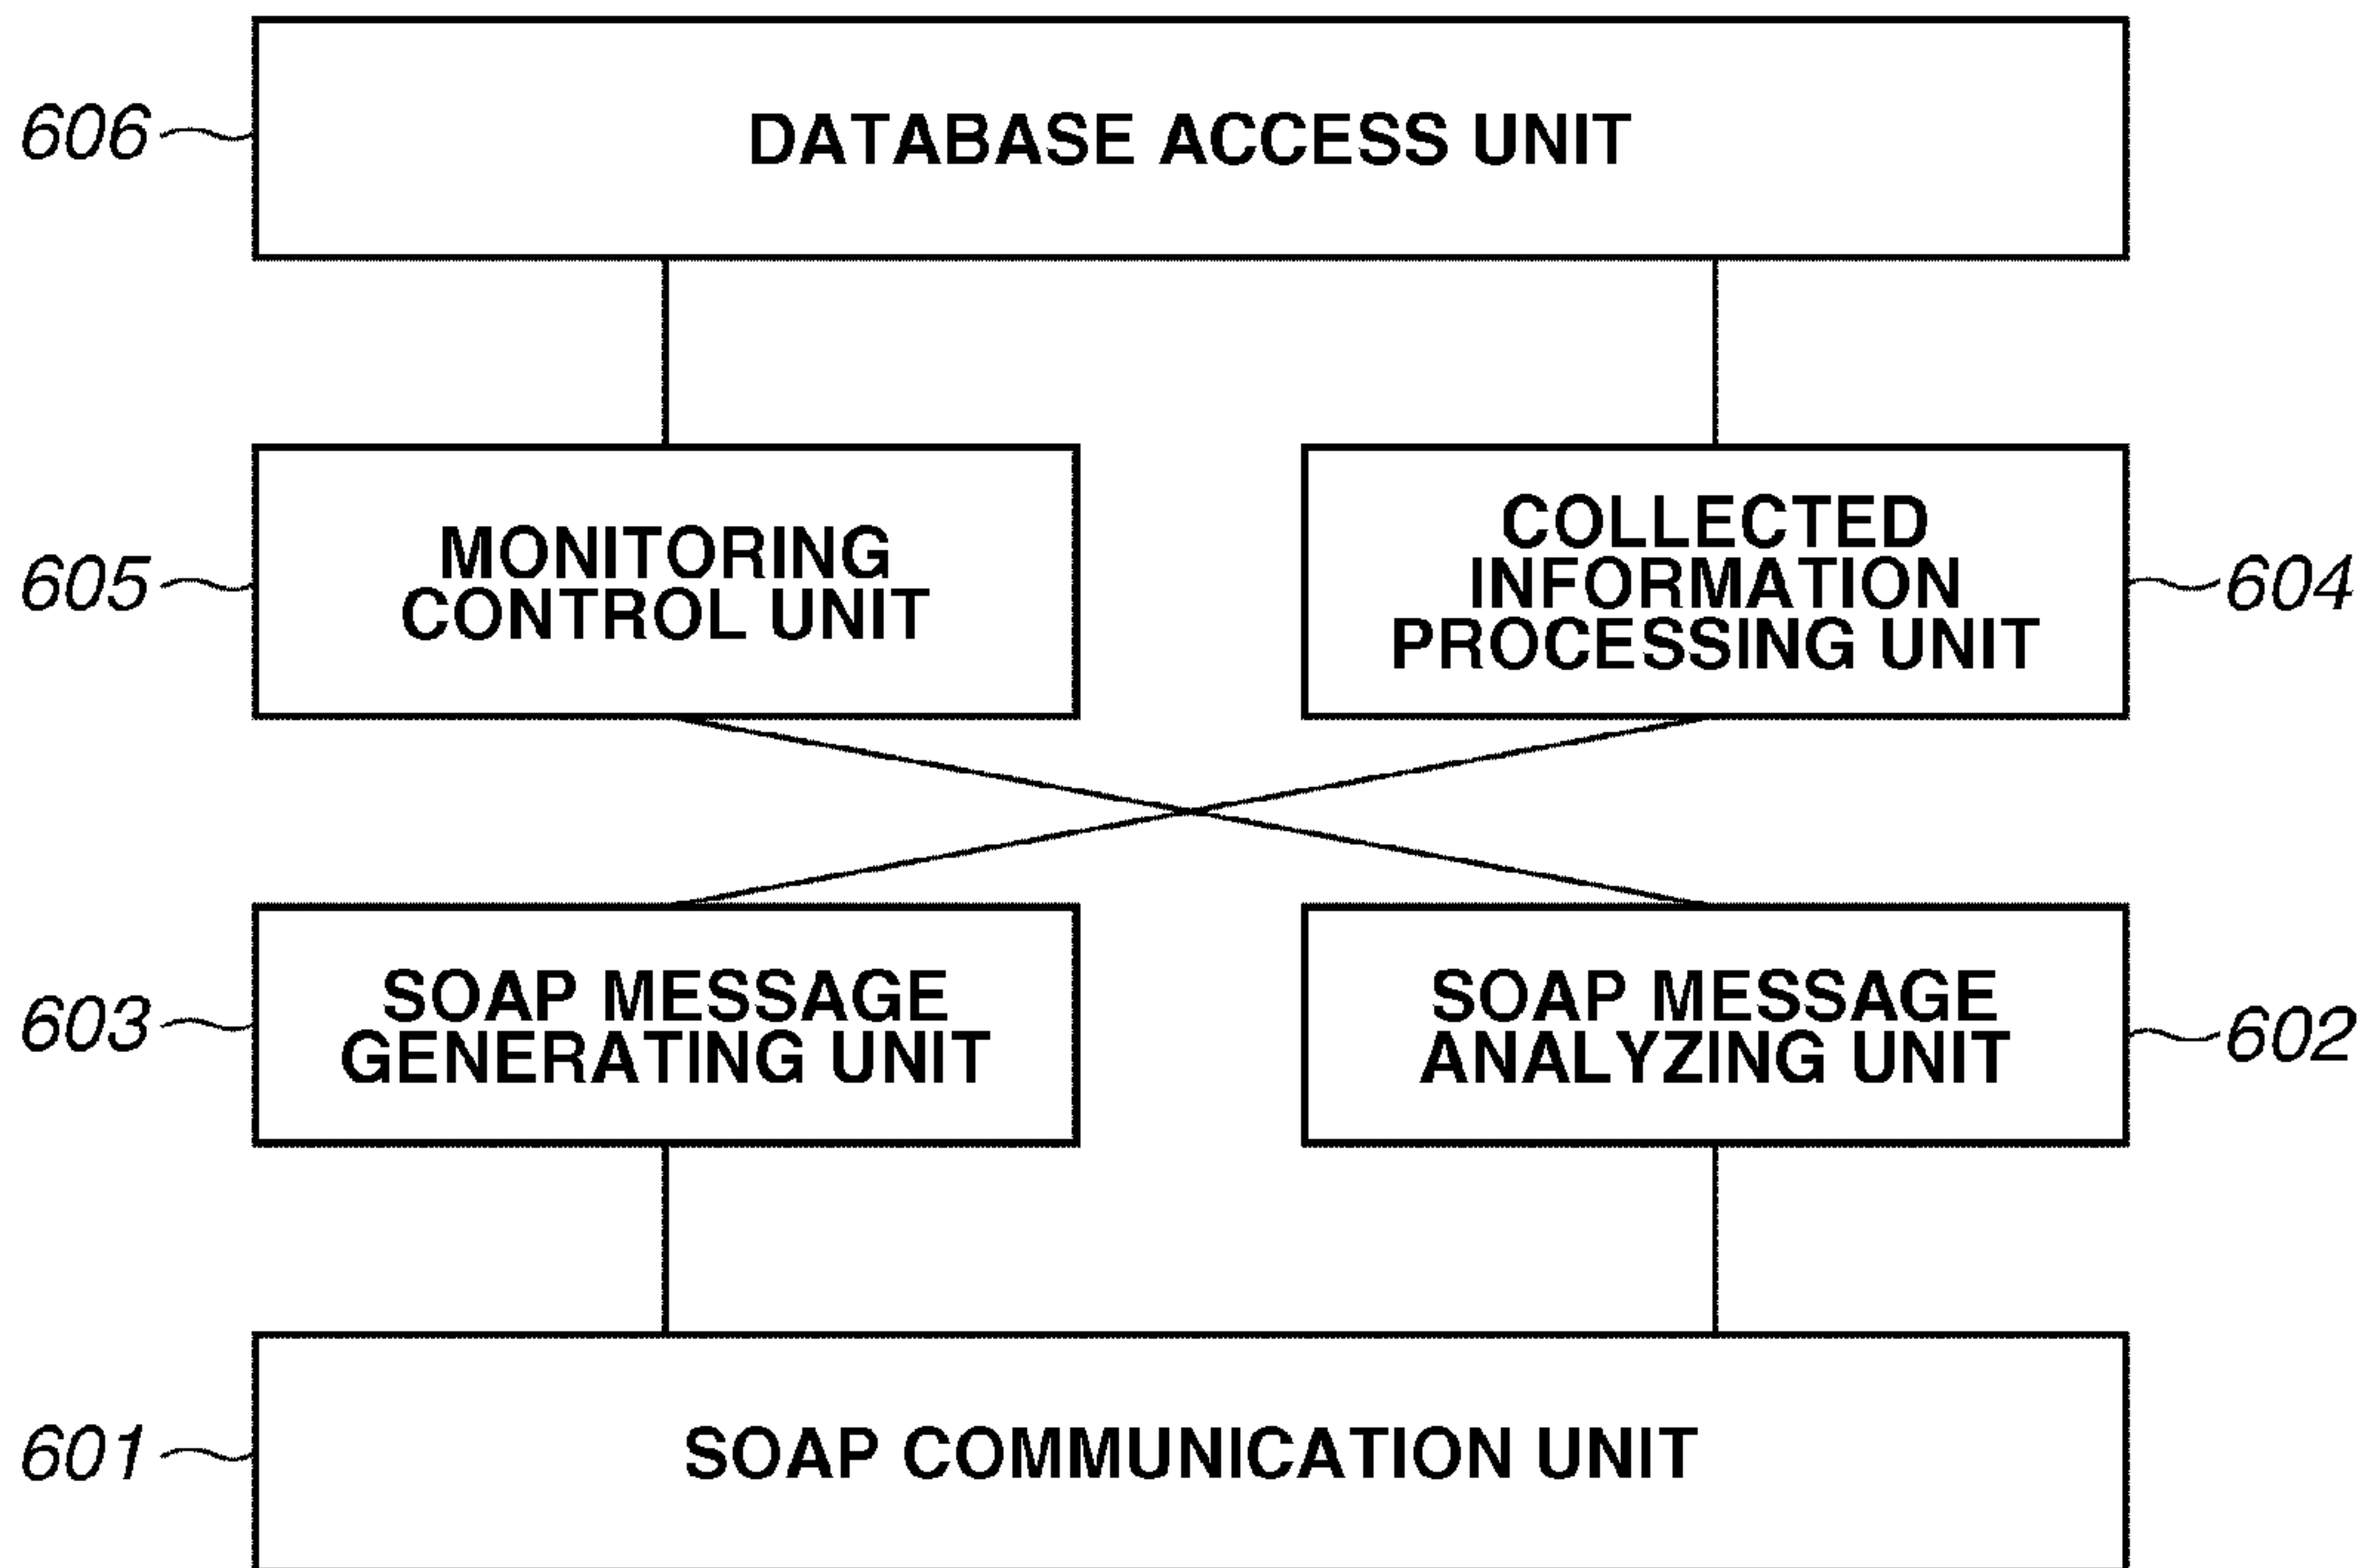 606
DATABASE ACCESS UNIT
605
MONITORING
CONTROL UNIT
COLLECTED
INFORMATION
PROCESSING UNIT
604
603
SOAP MESSAGE
GENERATING UNIT
SOAP MESSAGE
ANALYZING UNIT
602
601
SOAP COMMUNICATION UNIT